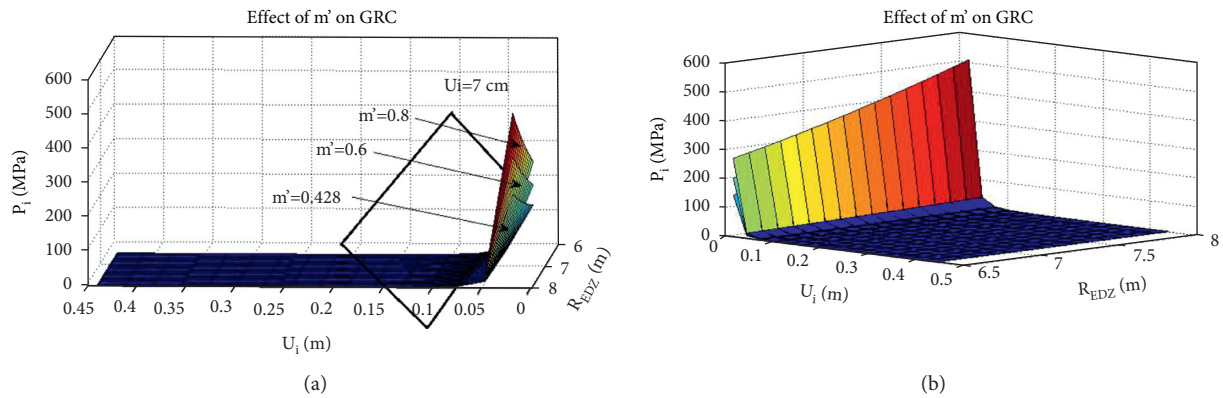 Effect of m’ on GRC
600
500
400
300
200
100
0
P_i (MPa)
Ui=7 cm
m’=0.8
m’=0.6
m’=0.428
0.45
0.4
0.35
0.3
0.25
0.2
0.15
0.1
0.05
0
U_i (m)
6
7
8
R_EDZ (m)
(a)
Effect of m’ on GRC
600
500
400
300
200
100
0
P_i (MPa)
0
0.1
0.2
0.3
0.4
0.5
U_i (m)
6.5
7
7.5
8
R_EDZ (m)
(b)